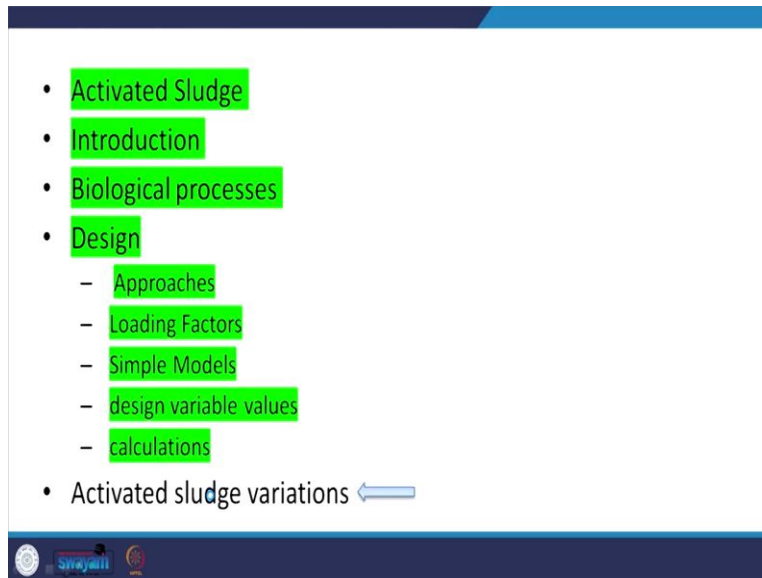 • Activated Sludge
• Introduction
• Biological processes
• Design
– Approaches
– Loading Factors
– Simple Models
– design variable values
– calculations
• Activated sludge variations
swayam